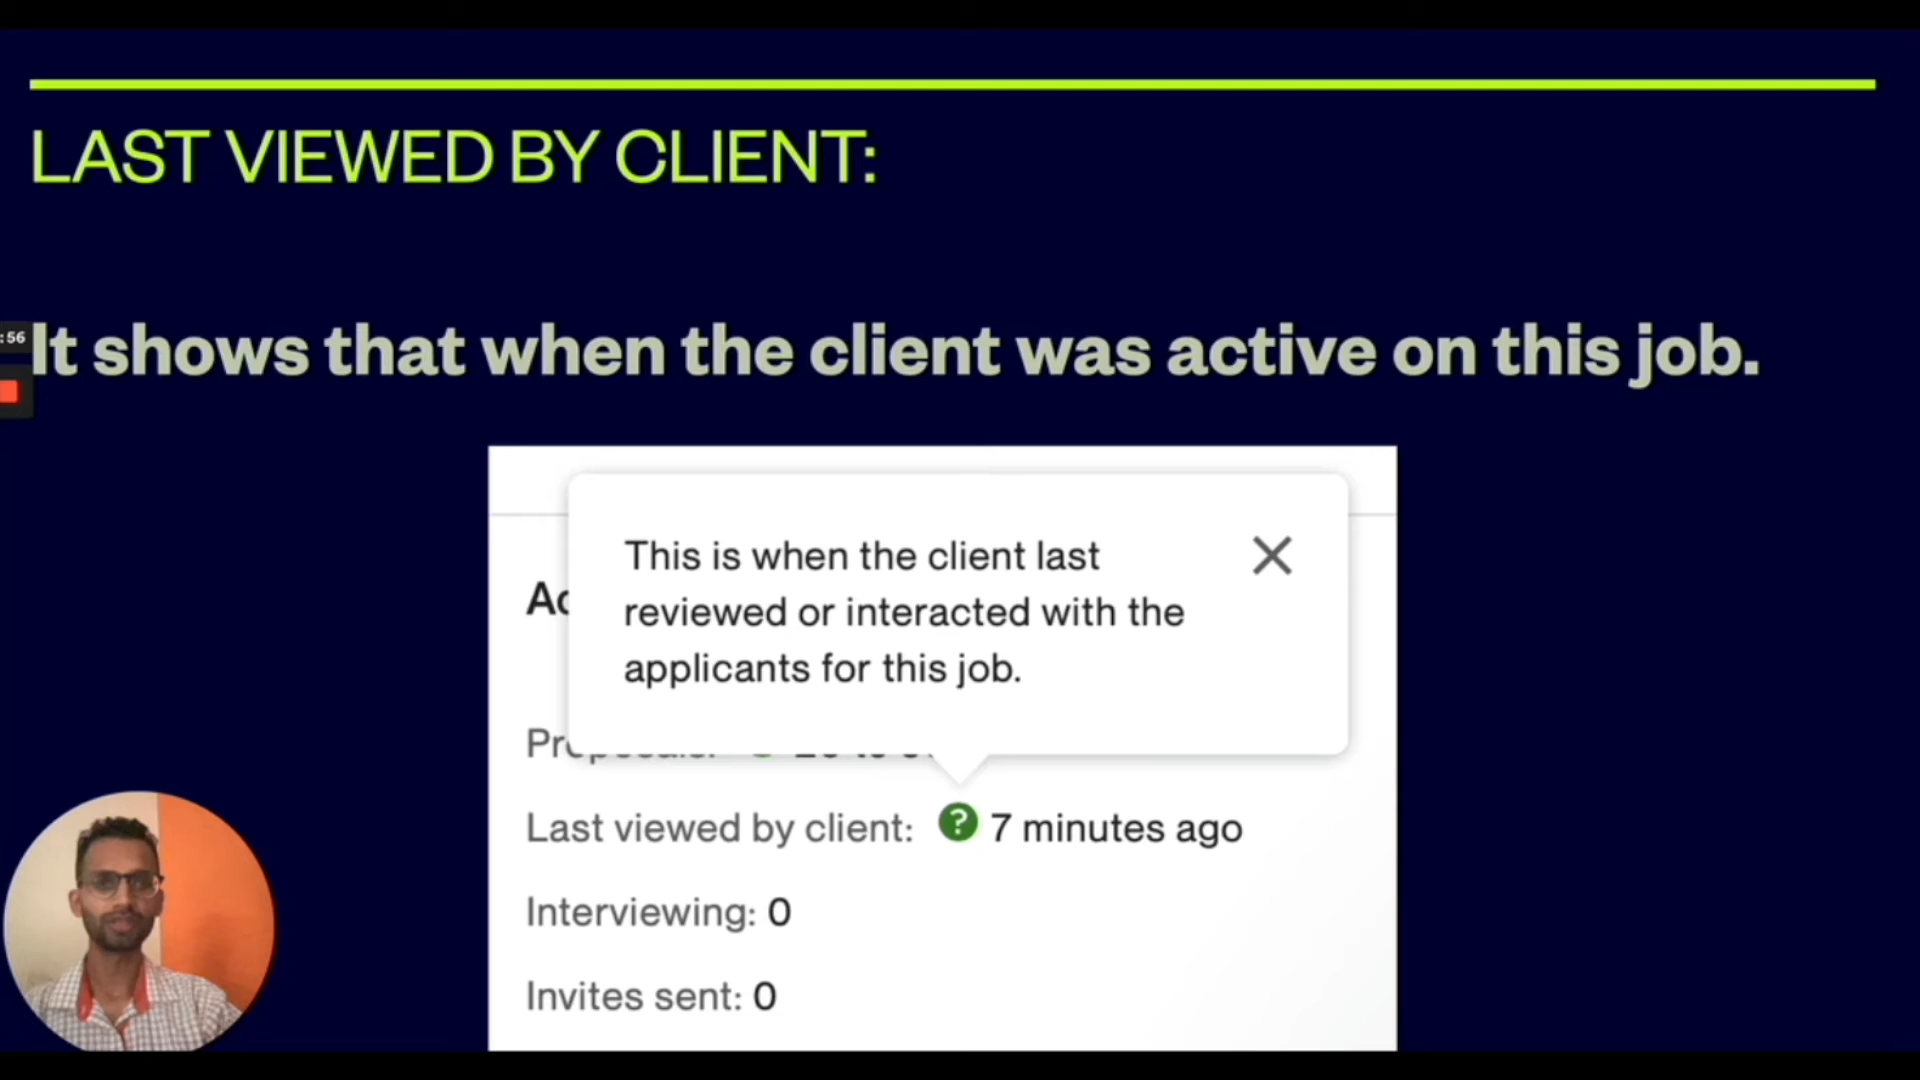 LAST VIEWED BY CLIENT:
:56
It shows that when the client was active on this job.
This is when the client last
reviewed or interacted with the
applicants for this job.
Last viewed by client: ? 7 minutes ago
Interviewing: 0
Invites sent: 0